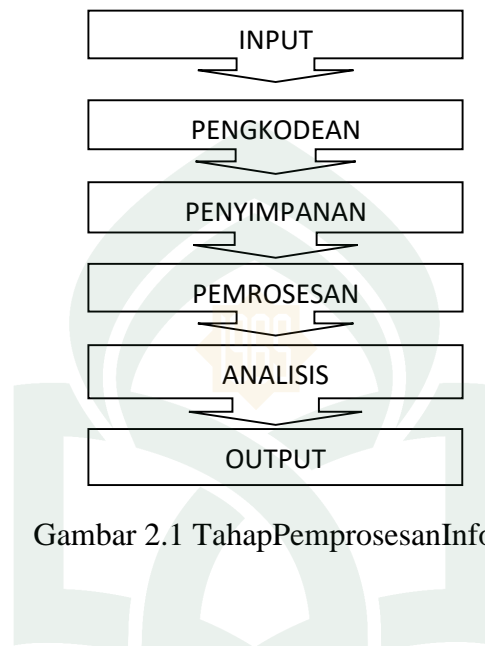 INPUT
PENGKODEAN
PENYIMPANAN
PEMROSESAN
ANALISIS
OUTPUT
Gambar 2.1 TahapPemprosesanInfo